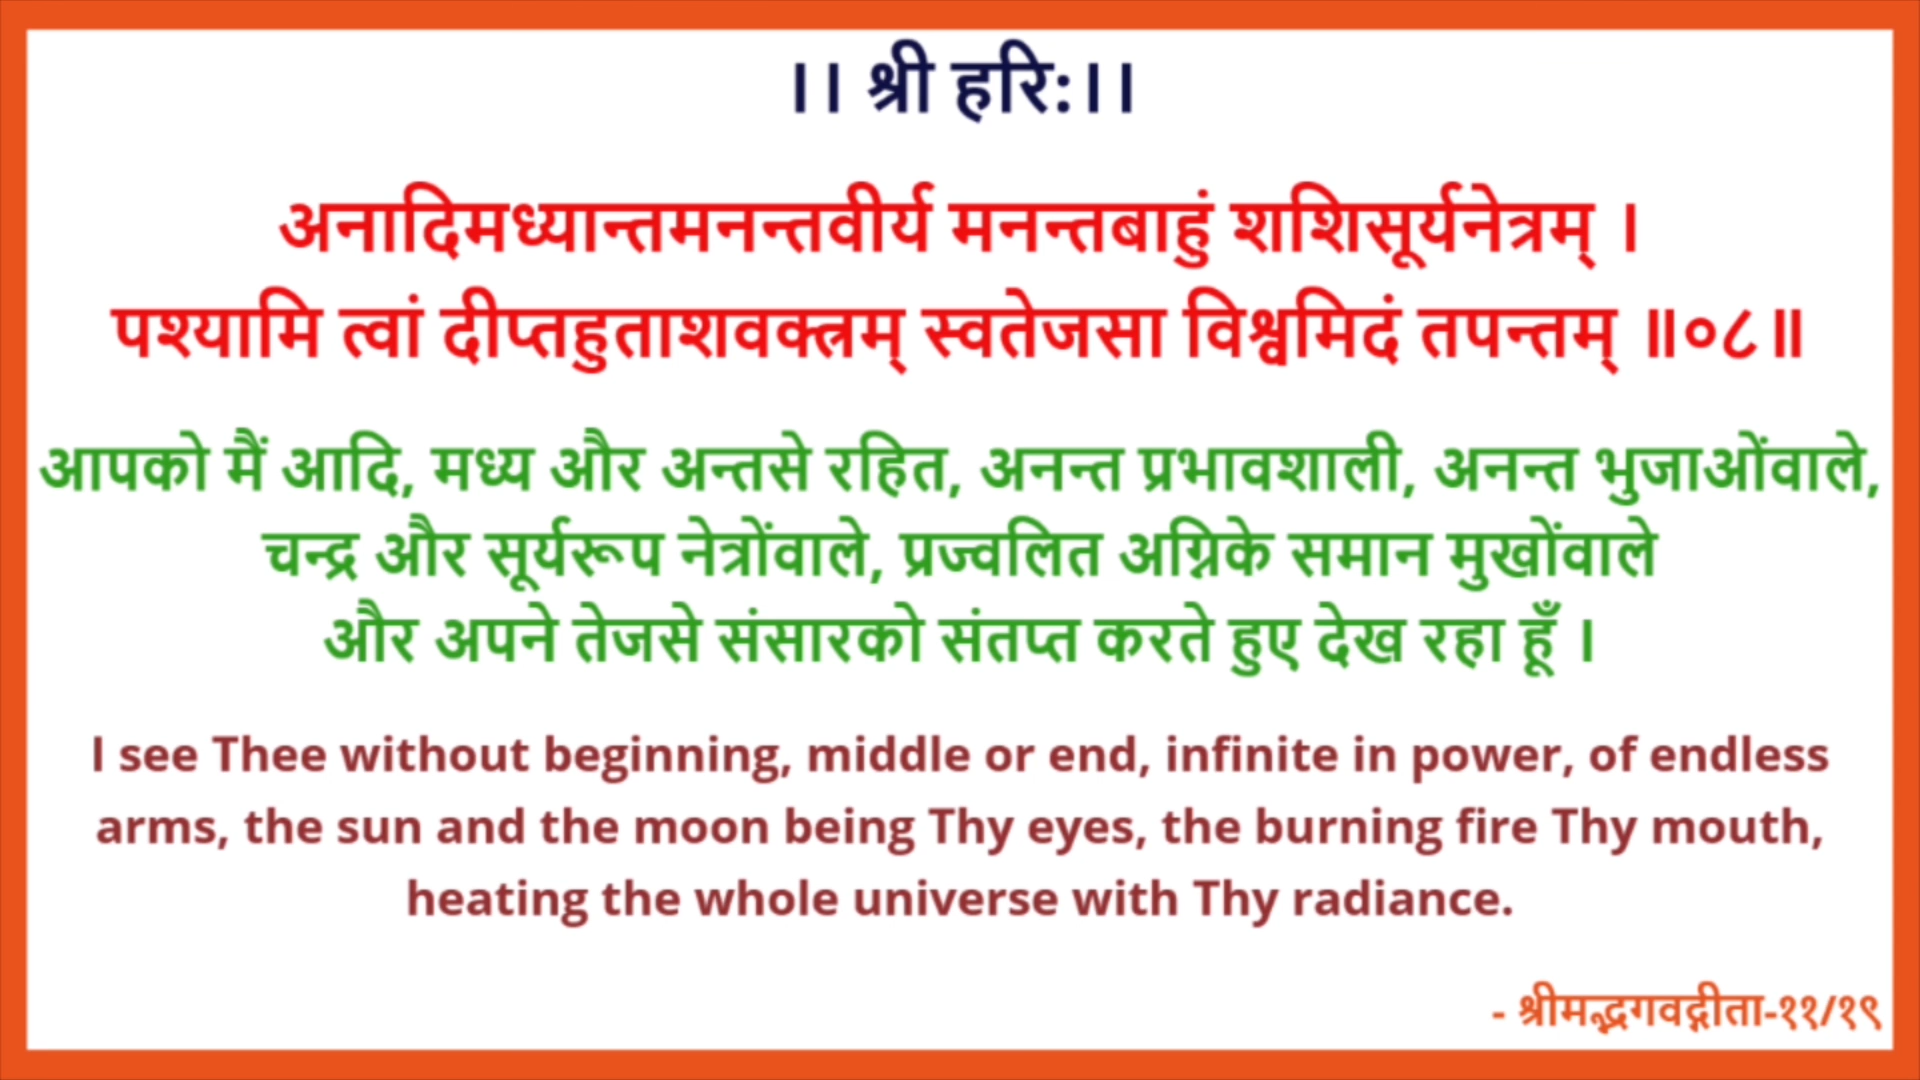 ।। श्री हरि:।।
अनादिमध्यान्तमनन्तवीर्य मनन्तबाहुं शशिसूर्यनेत्रम् ।
पश्यामि त्वां दीप्तहुताशवक्त्रम् स्वतेजसा विश्वमिदं तपन्तम् ॥०८॥
आपको मैं आदि, मध्य और अन्तसे रहित, अनन्त प्रभावशाली, अनन्त भुजाओंवाले,
चन्द्र और सूर्यरूप नेत्रोंवाले, प्रज्वलित अग्निके समान मुखोंवाले
और अपने तेजसे संसारको संतप्त करते हुए देख रहा हूँ ।
I see Thee without beginning, middle or end, infinite in power, of endless
arms, the sun and the moon being Thy eyes, the burning fire Thy mouth,
heating the whole universe with Thy radiance.
- श्रीमद्भगवद्गीता-११/१९